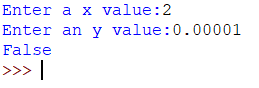 Enter a x value:2
Enter an y value:0.00001
False
>>>